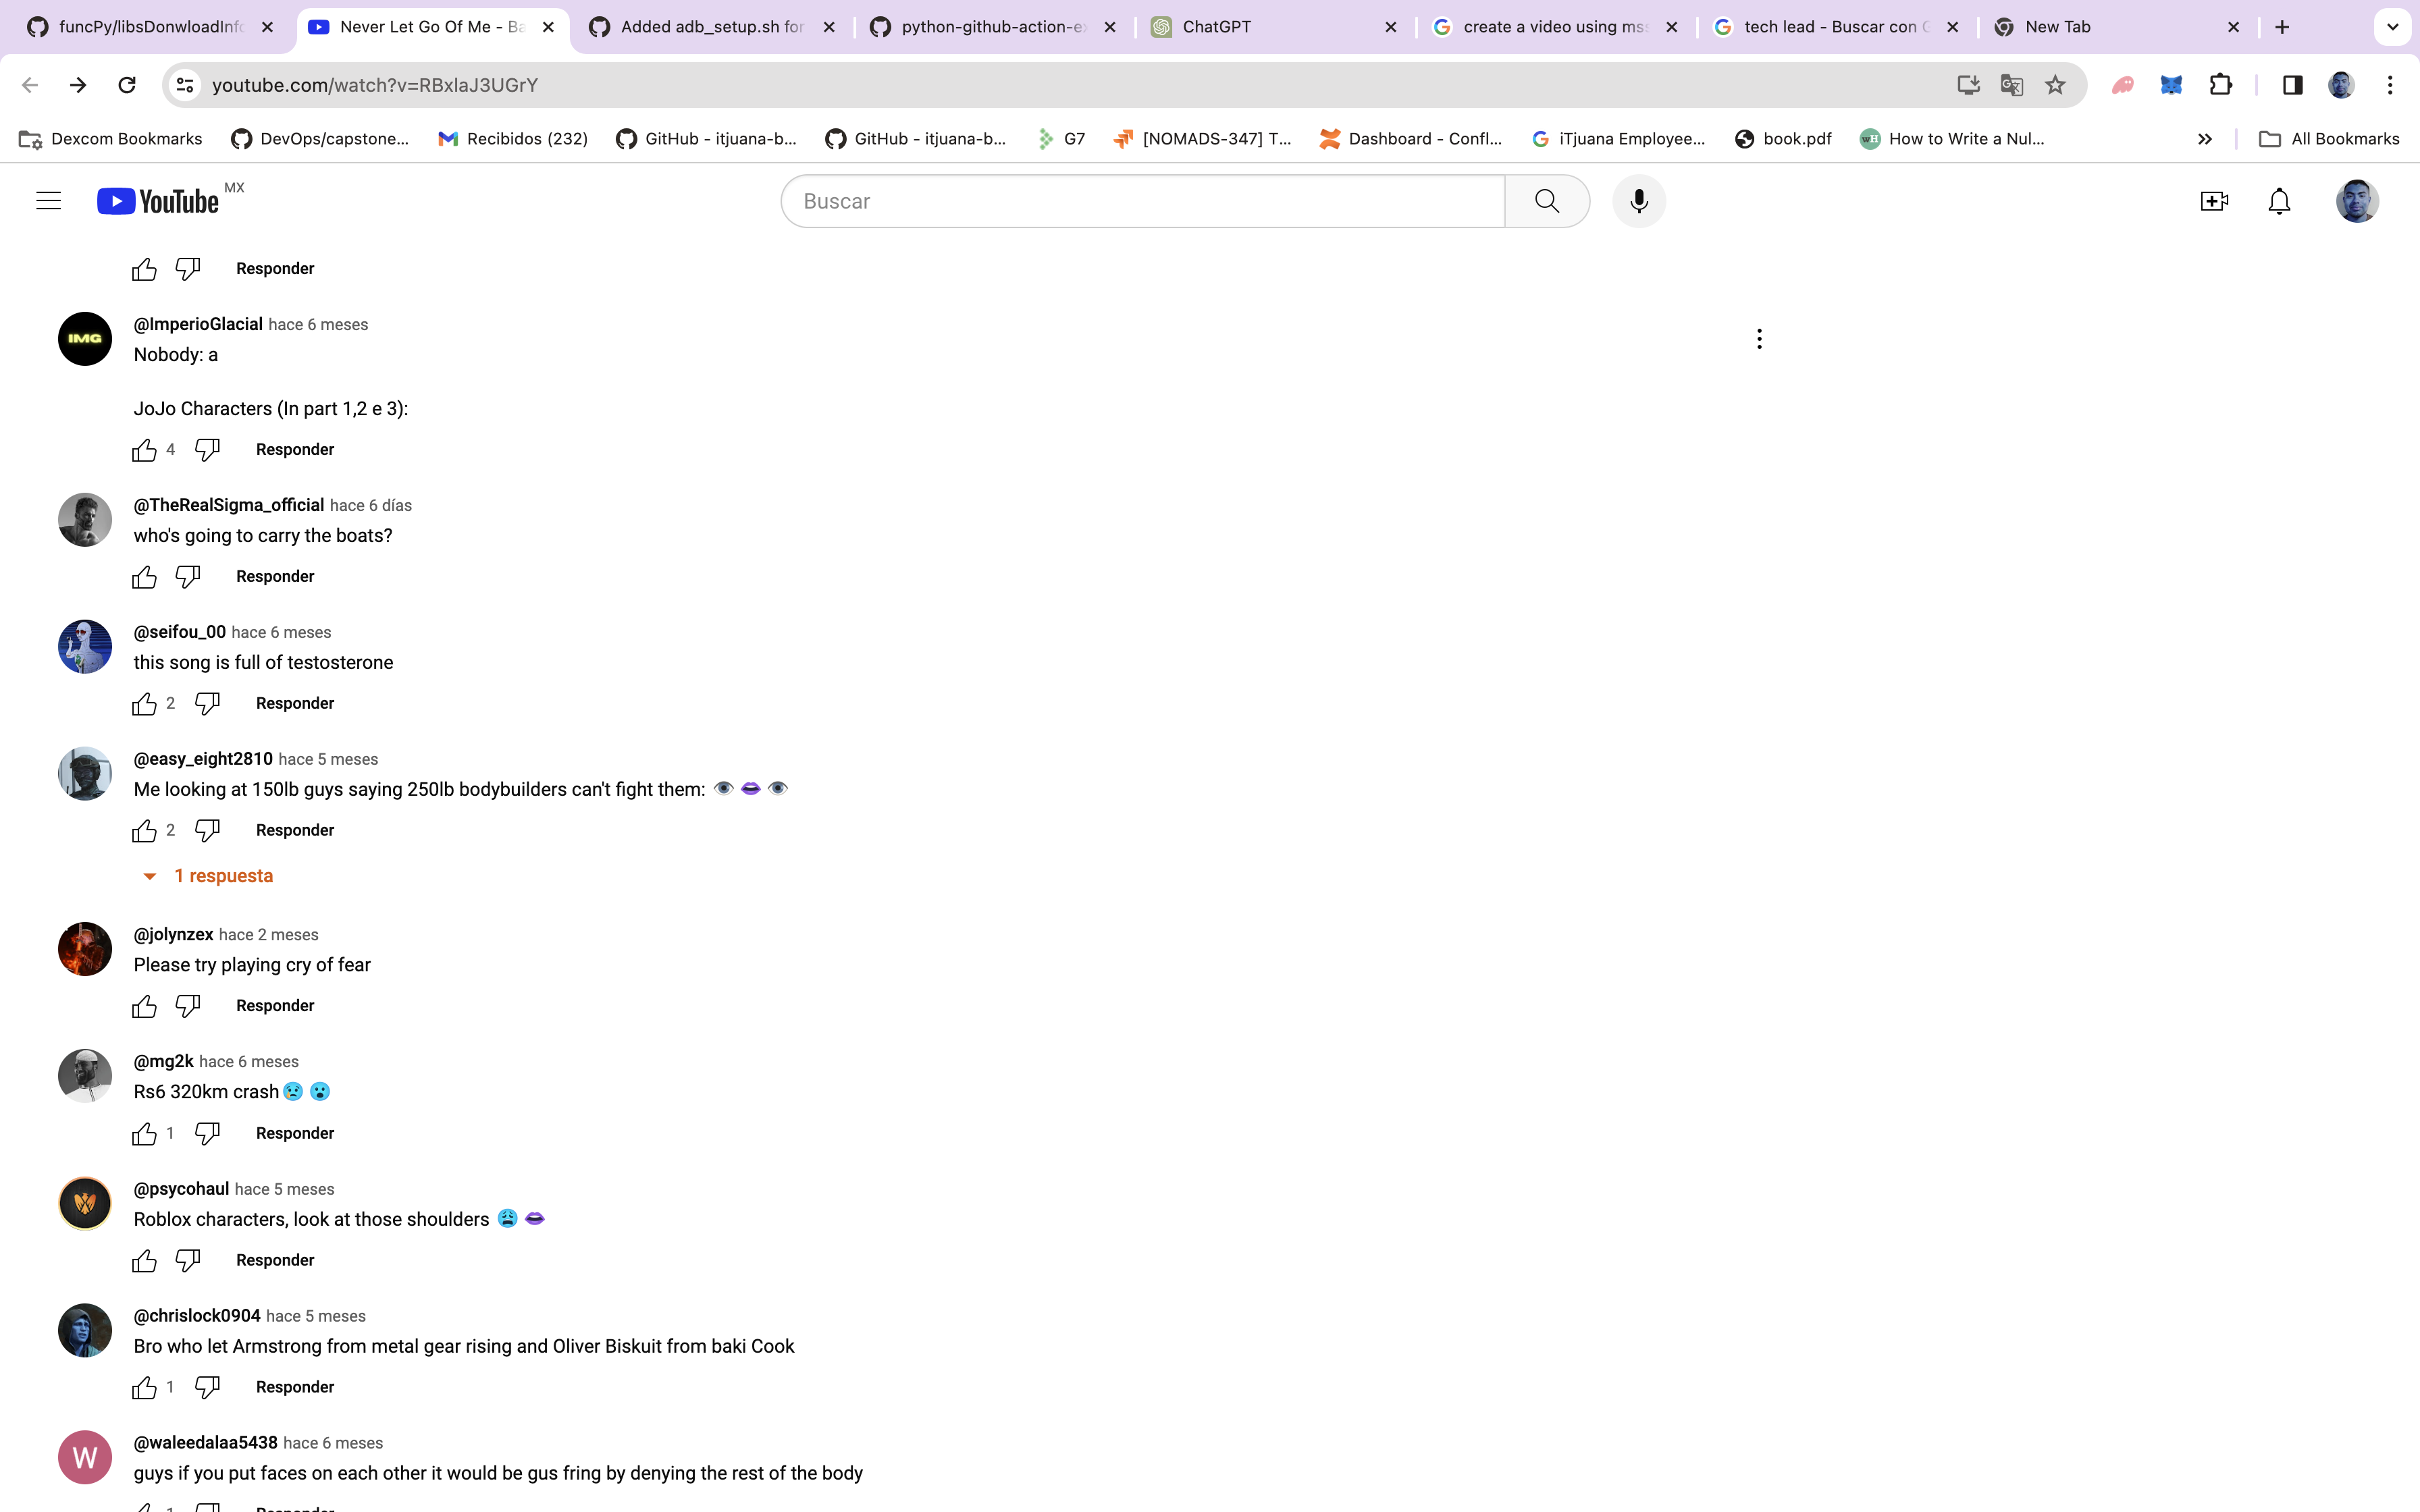 funcPy/libsDonwloadInfo
Never Let Go Of Me - Ba
Added adb_setup.sh for
python-github-action-ex
ChatGPT
create a video using mss
tech lead - Buscar con G
New Tab
youtube.com/watch?v=RBxlaJ3UGrY
Dexcom Bookmarks
DevOps/capstone...
Recibidos (232)
GitHub - itjuana-b...
GitHub - itjuana-b...
G7
[NOMADS-347] T...
Dashboard - Confl...
iTjuana Employee...
book.pdf
How to Write a Nul...
All Bookmarks
YouTube MX
Buscar
Responder
IMG
@ImperioGlacial hace 6 meses
Nobody: a
JoJo Characters (In part 1,2 e 3):
4 Responder
@TheRealSigma_official hace 6 días
who's going to carry the boats?
Responder
@seifou_00 hace 6 meses
this song is full of testosterone
2 Responder
@easy_eight2810 hace 5 meses
Me looking at 150lb guys saying 250lb bodybuilders can't fight them: 👁️👄👁️
2 Responder
1 respuesta
@jolynzex hace 2 meses
Please try playing cry of fear
Responder
@mg2k hace 6 meses
Rs6 320km crash😢😮
1 Responder
@psycohaul hace 5 meses
Roblox characters, look at those shoulders 😩👄
Responder
@chrislock0904 hace 5 meses
Bro who let Armstrong from metal gear rising and Oliver Biskuit from baki Cook
1 Responder
W
@waleedalaa5438 hace 6 meses
guys if you put faces on each other it would be gus fring by denying the rest of the body
1 Responder